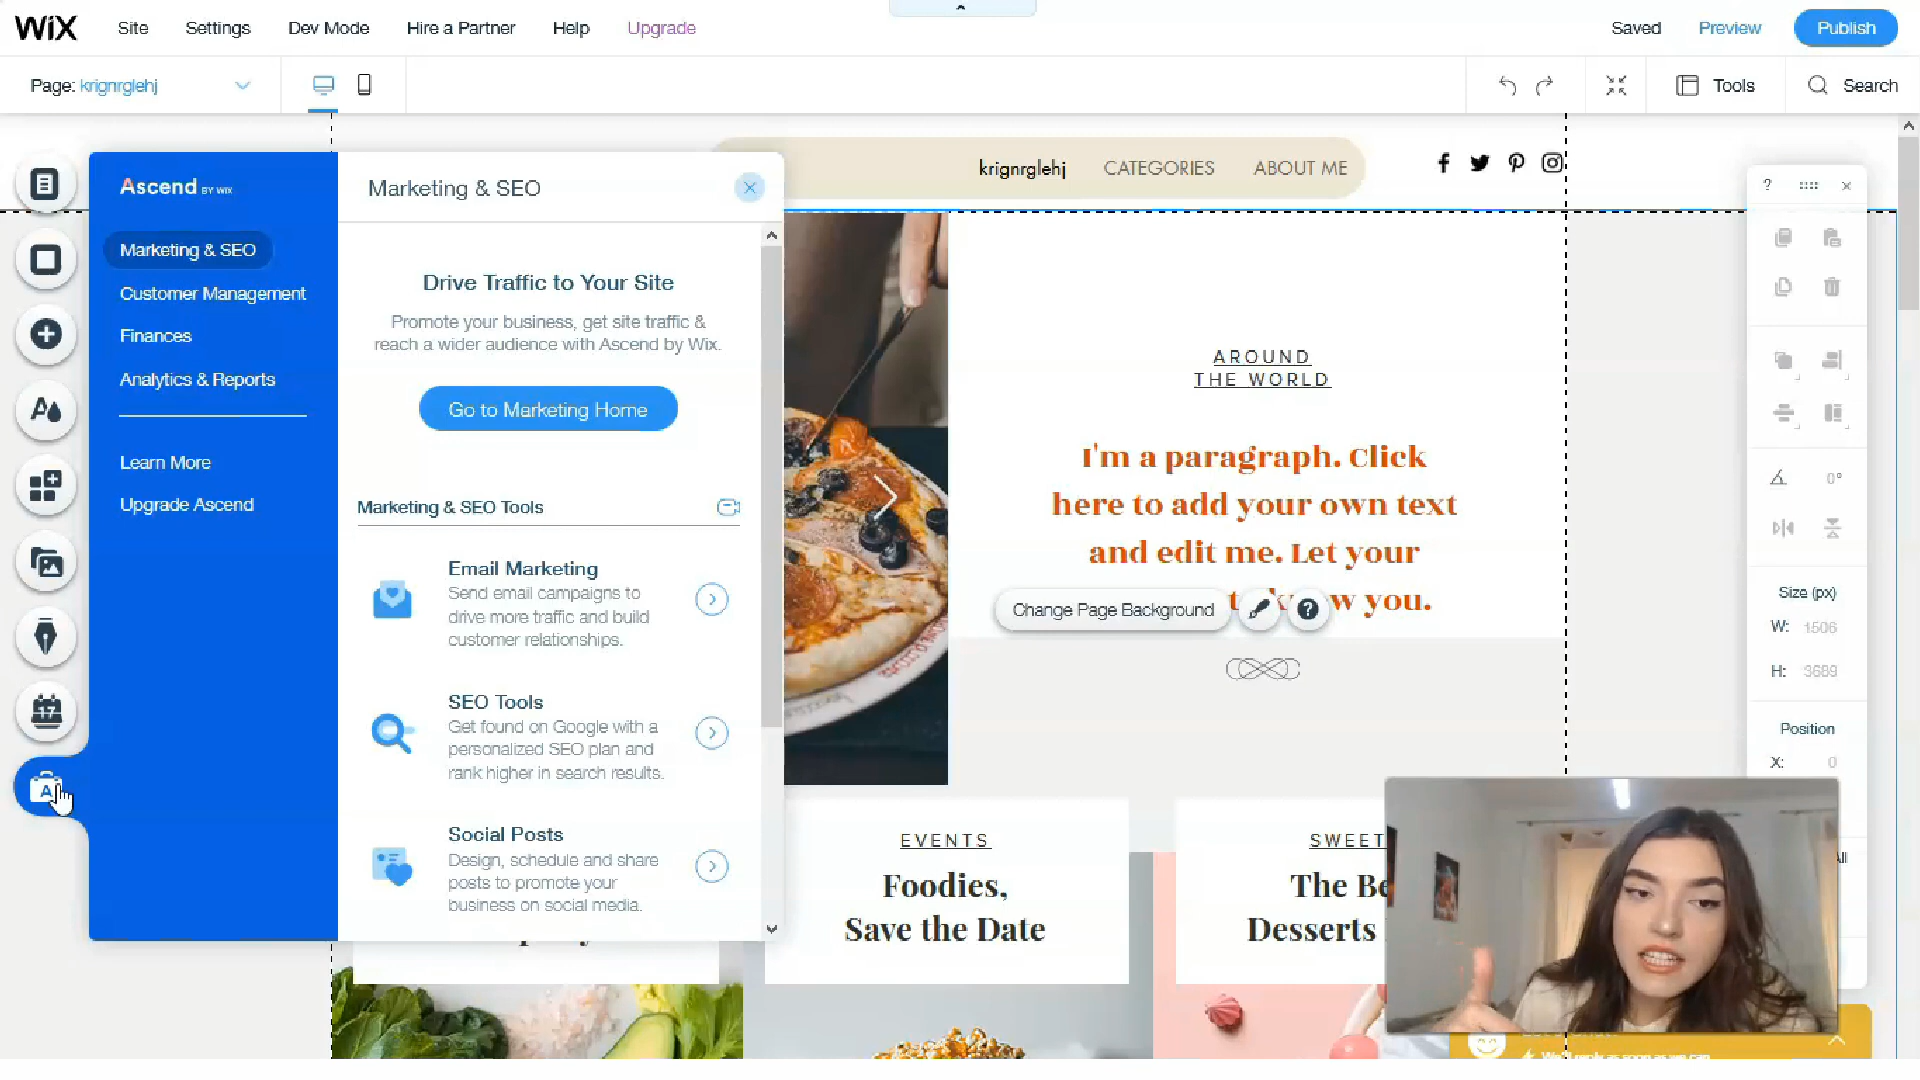 WiX
Site
Settings
Dev Mode
Hire a Partner
Help
Upgrade
Saved
Preview
Publish
Page: krignrglehj
Tools
Search
Ascend BY WIX
Marketing & SEO
Customer Management
Finances
Analytics & Reports
Learn More
Upgrade Ascend
Marketing & SEO
Drive Traffic to Your Site
Promote your business, get site traffic &
reach a wider audience with Ascend by Wix.
Go to Marketing Home
Marketing & SEO Tools
Email Marketing
Send email campaigns to
drive more traffic and build
customer relationships.
SEO Tools
Get found on Google with a
personalized SEO plan and
rank higher in search results.
Social Posts
Design, schedule and share
posts to promote your
business on social media.
17
A
krignrglehj
CATEGORIES
ABOUT ME
AROUND
THE WORLD
I'm a paragraph. Click
here to add your own text
and edit me. Let your
w you.
Change Page Background
?
EVENTS
Foodies,
Save the Date
SWEET
The Be
Desserts
?
0°
Size (px)
W: 1506
H: 3689
Position
X: 0